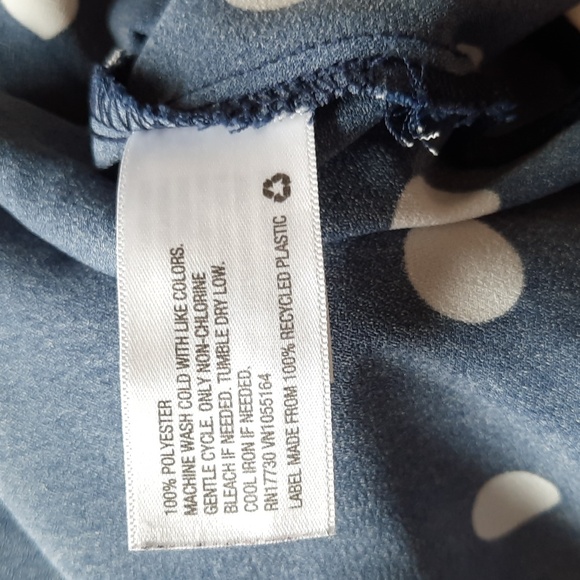 100% POLYESTER
MACHINE WASH COLD WITH LIKE COLORS.
GENTLE CYCLE. ONLY NON-CHLORINE
BLEACH IF NEEDED. TUMBLE DRY LOW.
COOL IRON IF NEEDED.
RN17730 VN1055164
LABEL MADE FROM 100% RECYCLED PLASTIC